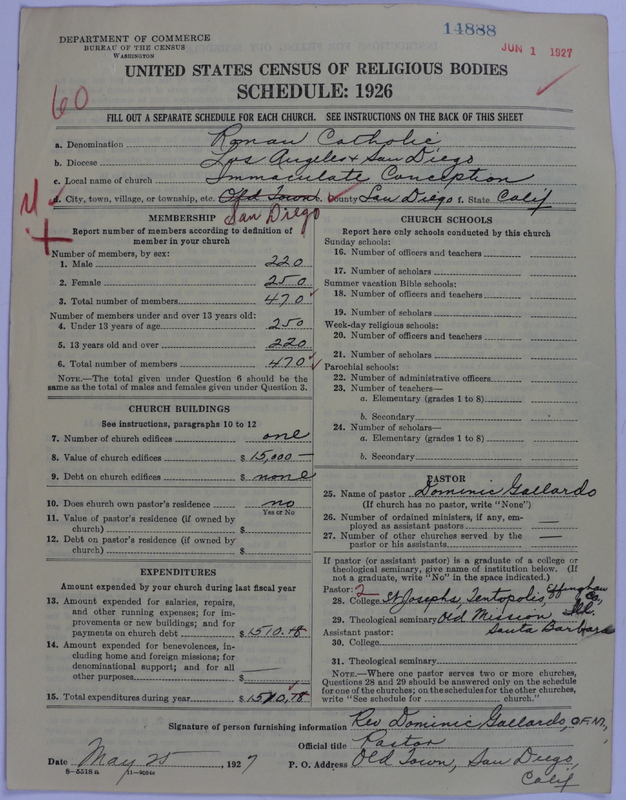 14888
JUN 1 1927
DEPARTMENT OF COMMERCE
BUREAU OF THE CENSUS
WASHINGTON
UNITED STATES CENSUS OF RELIGIOUS BODIES
SCHEDULE: 1926
60
FILL OUT A SEPARATE SCHEDULE FOR EACH CHURCH. SEE INSTRUCTIONS ON THE BACK OF THIS SHEET
a. Denomination Roman Catholic
b. Diocese Los Angeles & San Diego
c. Local name of church Immaculate Conception
d. City, town, village, or township, etc. Old Town e. County San Diego f. State Calif
San Diego
MEMBERSHIP
Report number of members according to definition of
member in your church
Number of members, by sex:
1. Male 220
2. Female 250
3. Total number of members 470
Number of members under and over 13 years old:
4. Under 13 years of age 250
5. 13 years old and over 220
6. Total number of members 470
NOTE.—The total given under Question 6 should be the
same as the total of males and females given under Question 3.
CHURCH BUILDINGS
See instructions, paragraphs 10 to 12
7. Number of church edifices one
8. Value of church edifices $ 15,000—
9. Debt on church edifices $ none
10. Does church own pastor's residence no
Yes or No
11. Value of pastor's residence (if owned by
church) $
12. Debt on pastor's residence (if owned by
church) $
EXPENDITURES
Amount expended by your church during last fiscal year
13. Amount expended for salaries, repairs,
and other running expenses; for im-
provements or new buildings; and for
payments on church debt $ 1510.78
14. Amount expended for benevolences, in-
cluding home and foreign missions; for
denominational support; and for all
other purposes $
15. Total expenditures during year $ 1510.78
CHURCH SCHOOLS
Report here only schools conducted by this church
Sunday schools:
16. Number of officers and teachers
17. Number of scholars
Summer vacation Bible schools:
18. Number of officers and teachers
19. Number of scholars
Week-day religious schools:
20. Number of officers and teachers
21. Number of scholars
Parochial schools:
22. Number of administrative officers
23. Number of teachers—
a. Elementary (grades 1 to 8)
b. Secondary
24. Number of scholars—
a. Elementary (grades 1 to 8)
b. Secondary
PASTOR
25. Name of pastor Dominic Gallardo
(If church has no pastor, write "None")
26. Number of ordained ministers, if any, em-
ployed as assistant pastors —
27. Number of other churches served by the
pastor or his assistants —
If pastor (or assistant pastor) is a graduate of a college or
theological seminary, give name of institution below. (If
not a graduate, write "No" in the space indicated.)
Pastor: 2
28. College St Josephs, Teutopolis, Effingham Co, Ill.
29. Theological seminary Old Mission
Santa Barbara
Assistant pastor:
30. College
31. Theological seminary
NOTE.—Where one pastor serves two or more churches,
Questions 28 and 29 should be answered only on the schedule
for one of the churches; on the schedules for the other churches,
write "See schedule for church."
Signature of person furnishing information Rev Dominic Gallardo, O.F.M.,
Official title Pastor
Date May 25, 1927 P. O. Address Old Town, San Diego,
Calif
8-5518 a